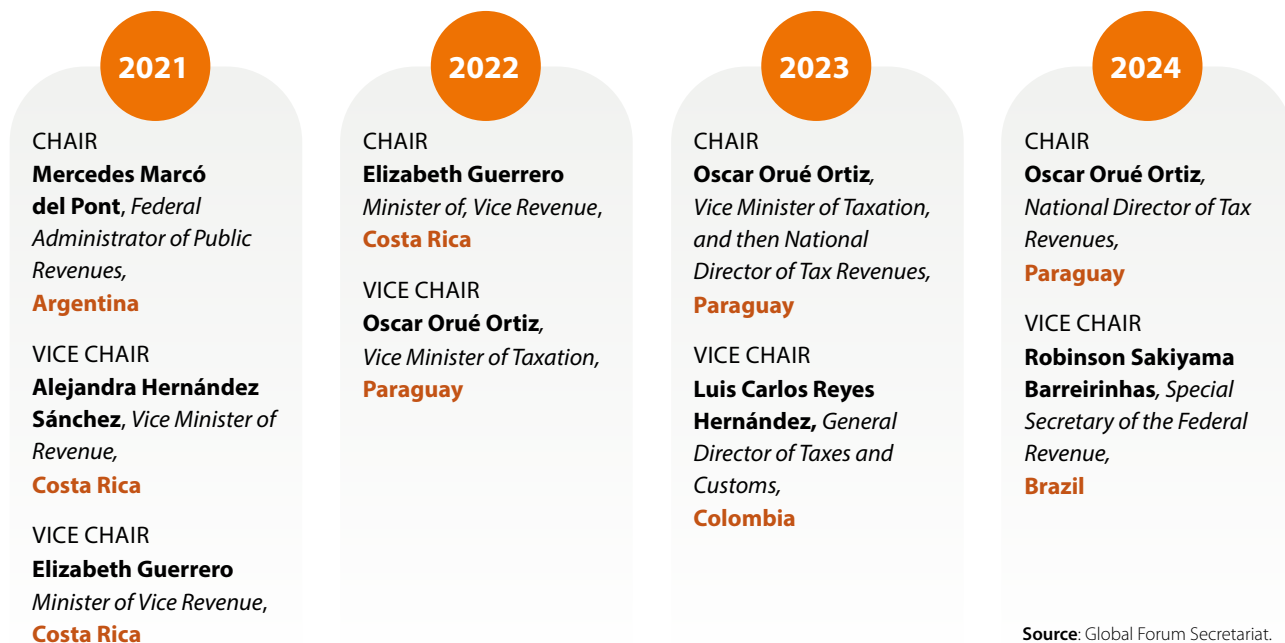 2021
CHAIR
Mercedes Marcó
del Pont, Federal
Administrator of Public
Revenues,
Argentina
VICE CHAIR
Alejandra Hernández
Sánchez, Vice Minister of
Revenue,
Costa Rica
VICE CHAIR
Elizabeth Guerrero
Minister of Vice Revenue,
Costa Rica
2022
CHAIR
Elizabeth Guerrero
Minister of, Vice Revenue,
Costa Rica
VICE CHAIR
Oscar Orué Ortiz,
Vice Minister of Taxation,
Paraguay
2023
CHAIR
Oscar Orué Ortiz,
Vice Minister of Taxation,
and then National
Director of Tax Revenues,
Paraguay
VICE CHAIR
Luis Carlos Reyes
Hernández, General
Director of Taxes and
Customs,
Colombia
2024
CHAIR
Oscar Orué Ortiz,
National Director of Tax
Revenues,
Paraguay
VICE CHAIR
Robinson Sakiyama
Barreirinhas, Special
Secretary of the Federal
Revenue,
Brazil
Source: Global Forum Secretariat.